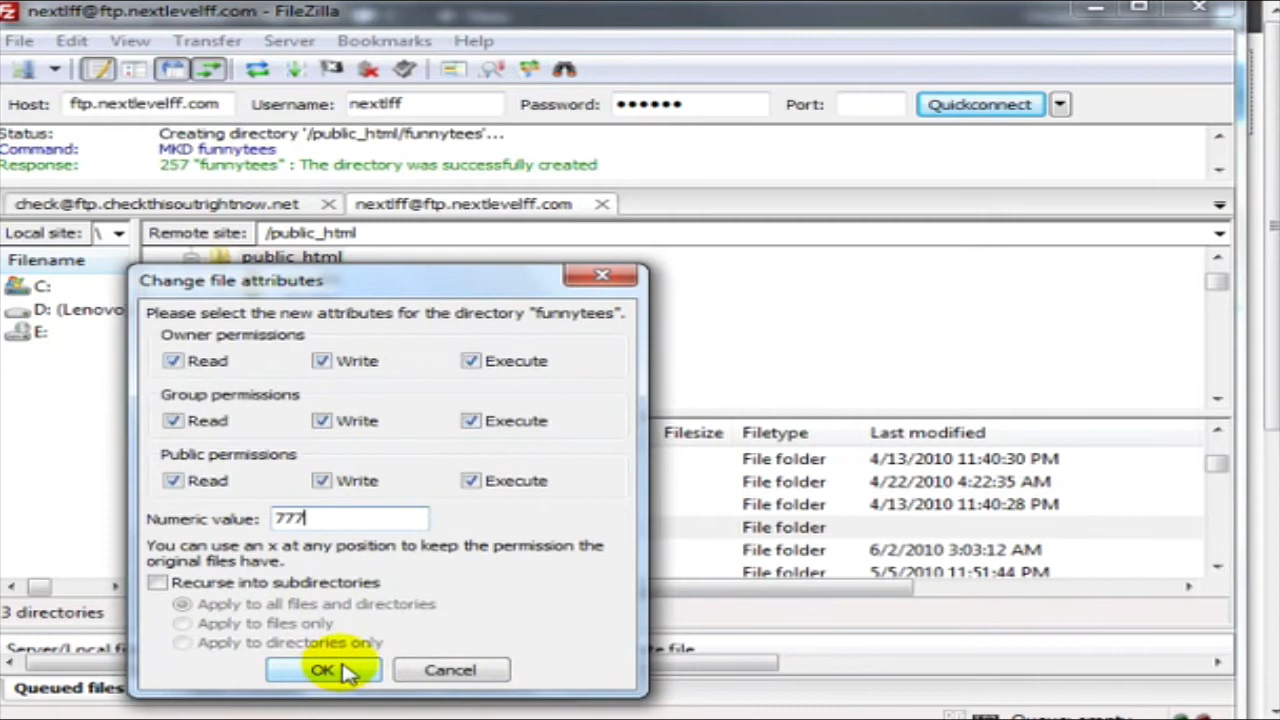 nextlff@ftp.nextlevelff.com - FileZilla
File Edit View Transfer Server Bookmarks Help
Host: ftp.nextlevelff.com Username: nextlff Password: ●●●●●● Port: Quickconnect
Status: Creating directory '/public_html/funnytees'...
Command: MKD funnytees
Response: 257 "funnytees" : The directory was successfully created
check@ftp.checkthisoutrightnow.net nextlff@ftp.nextlevelff.com
Local site: \ Remote site: /public_html
Filename public_html
C:
D: (Lenovo
E:
Change file attributes
Please select the new attributes for the directory "funnytees".
Owner permissions
Read Write Execute
Group permissions
Read Write Execute
Public permissions
Read Write Execute
Numeric value: 777
You can use an x at any position to keep the permission the
original files have.
Recurse into subdirectories
Apply to all files and directories
Apply to files only
Apply to directories only
OK Cancel
Filesize Filetype Last modified
File folder 4/13/2010 11:40:30 PM
File folder 4/22/2010 4:22:35 AM
File folder 4/13/2010 11:40:28 PM
File folder
File folder 6/2/2010 3:03:12 AM
File folder 5/5/2010 11:51:44 PM
3 directories
Server/Local fi te file
Queued files Queue: empty